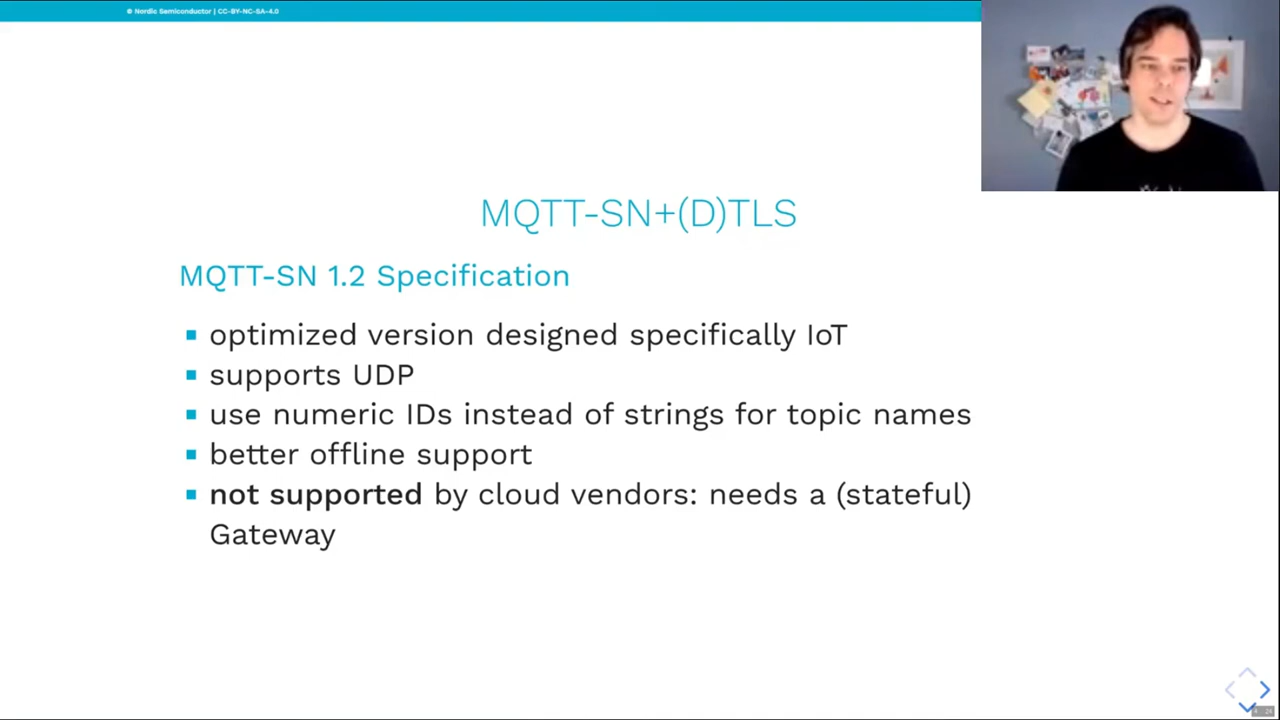 © Nordic Semiconductor | CC-BY-NC-SA-4.0
MQTT-SN+(D)TLS
MQTT-SN 1.2 Specification
optimized version designed specifically IoT
supports UDP
use numeric IDs instead of strings for topic names
better offline support
not supported by cloud vendors: needs a (stateful)
Gateway